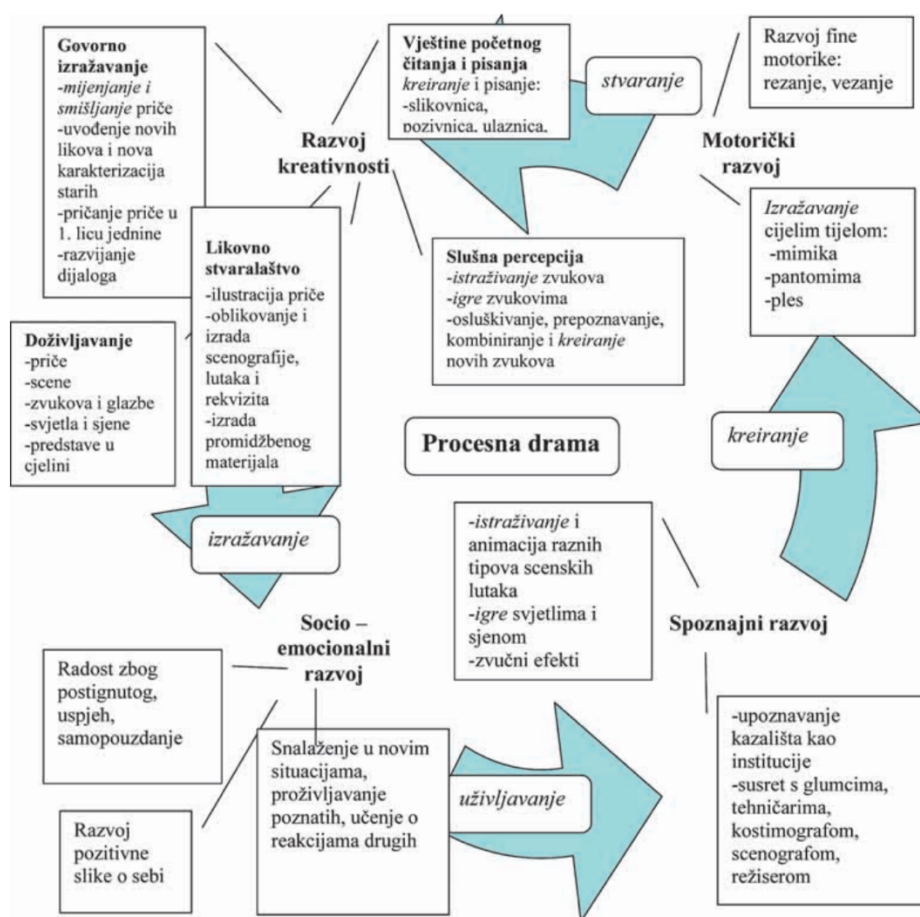 Govorno
izražavanje
-mijenjanje i
smišljanje priče
-uvođenje novih
likova i nova
karakterizacija
starih
-pričanje priče u
1. licu jednine
-razvijanje
dijaloga
Vještine početnog
čitanja i pisanja
kreiranje i pisanje:
-slikovnica,
pozivnica, ulaznica,
stvaranje
Razvoj fine
motorike:
rezanje, vezanje
Razvoj
kreativnosti
Motorički
razvoj
Izražavanje
cijelim tijelom:
-mimika
-pantomima
-ples
Likovno
stvaralaštvo
-ilustracija priče
-oblikovanje i
izrada
scenografije,
lutaka i
rekvizita
-izrada
promidžbenog
materijala
Slušna percepcija
-istraživanje zvukova
-igre zvukovima
-osluškivanje, prepoznavanje,
kombiniranje i kreiranje
novih zvukova
Doživljavanje
-priče
-scene
-zvukova i glazbe
-svjetla i sjene
-predstave u
cjelini
Procesna drama
kreiranje
izražavanje
-istraživanje i
animacija raznih
tipova scenskih
lutaka
-igre svjetlima i
sjenom
-zvučni efekti
Socio –
emocionalni
razvoj
Spoznajni razvoj
Radost zbog
postignutog,
uspjeh,
samopouzdanje
Snalaženje u novim
situacijama,
proživljavanje
poznatih, učenje o
reakcijama drugih
uživljavanje
-upoznavanje
kazališta kao
institucije
-susret s glumcima,
tehničarima,
kostimografom,
scenografom,
režiserom
Razvoj
pozitivne
slike o sebi